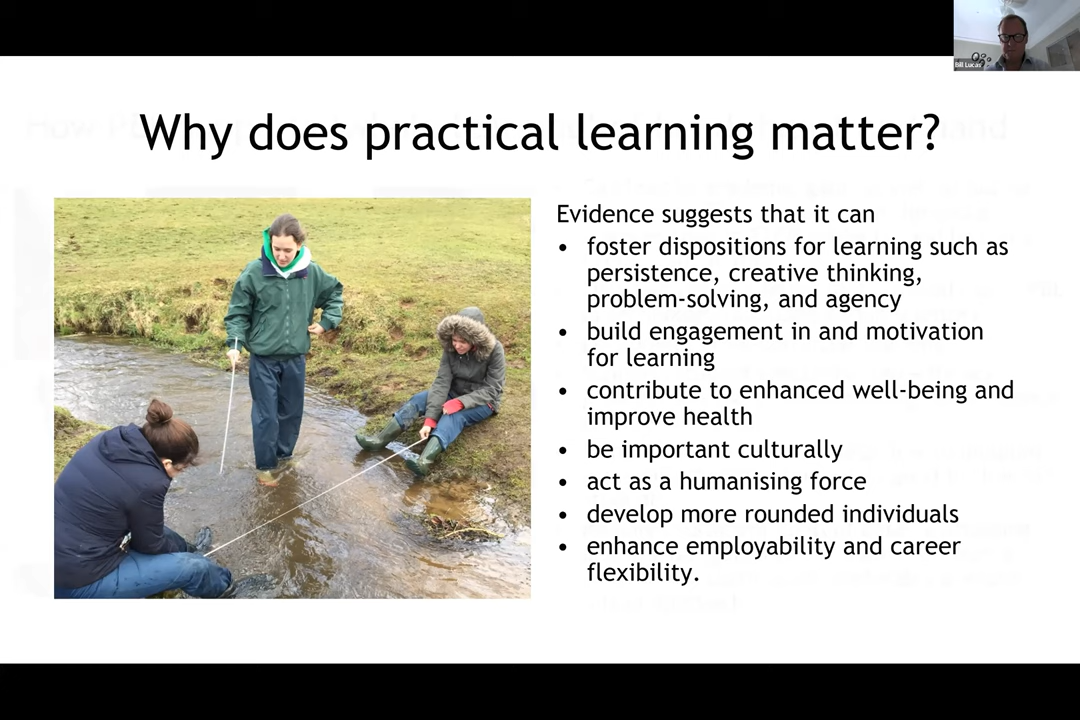 Bill Lucas
Why does practical learning matter?
Evidence suggests that it can
• foster dispositions for learning such as
persistence, creative thinking,
problem-solving, and agency
• build engagement in and motivation
for learning
• contribute to enhanced well-being and
improve health
• be important culturally
• act as a humanising force
• develop more rounded individuals
• enhance employability and career
flexibility.